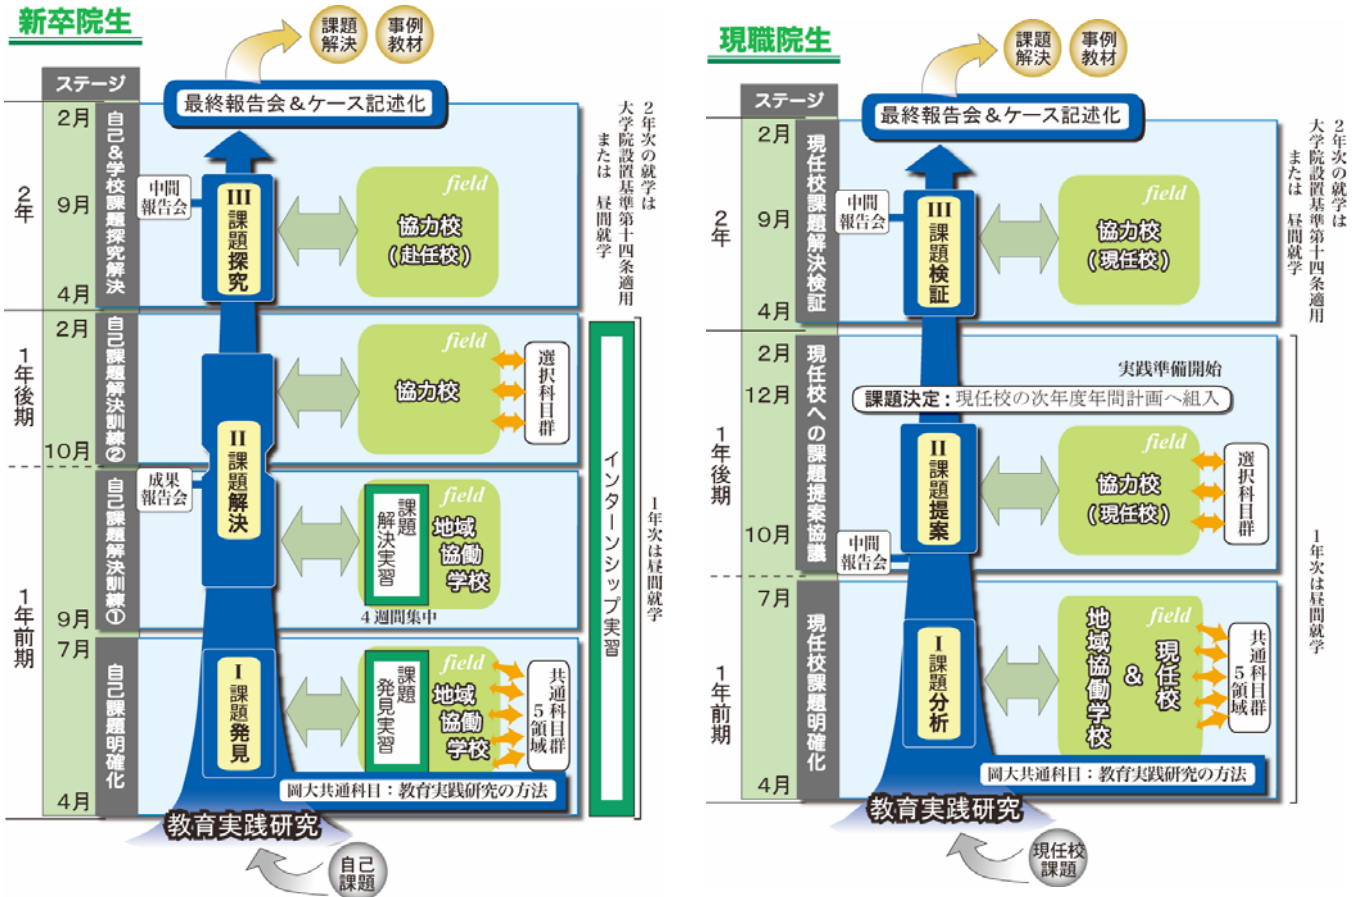 新卒院生
課題
解決
事例
教材
ステージ
最終報告会＆ケース記述化
2年
2月
9月
4月
自己＆学校課題探究解決
中間
報告会
Ⅲ課題探究
field
協力校
(赴任校)
2年次の就学は
大学院設置基準第十四条適用
または　昼間就学
1年後期
2月
10月
自己課題解決訓練②
Ⅱ課題解決
field
協力校
選択科目群
1年前期
成果
報告会
9月
自己課題解決訓練①
課題
解決実習
field
地域
協働
学校
4週間集中
7月
4月
自己課題明確化
Ⅰ課題発見
課題
発見実習
field
地域
協働
学校
共通科目群
5領域
インターンシップ実習
1年次は昼間就学
岡大共通科目：教育実践研究の方法
教育実践研究
自己
課題
現職院生
課題
解決
事例
教材
ステージ
最終報告会＆ケース記述化
2年
2月
9月
4月
現任校課題解決検証
中間
報告会
Ⅲ課題検証
field
協力校
(現任校)
2年次の就学は
大学院設置基準第十四条適用
または　昼間就学
1年後期
2月
12月
10月
現任校への課題提案協議
実践準備開始
課題決定：現任校の次年度年間計画へ組入
Ⅱ課題提案
field
協力校
(現任校)
選択科目群
中間
報告会
1年前期
7月
4月
現任校課題明確化
Ⅰ課題分析
field
現任校
＆
地域協働学校
共通科目群
5領域
1年次は昼間就学
岡大共通科目：教育実践研究の方法
教育実践研究
現任校
課題